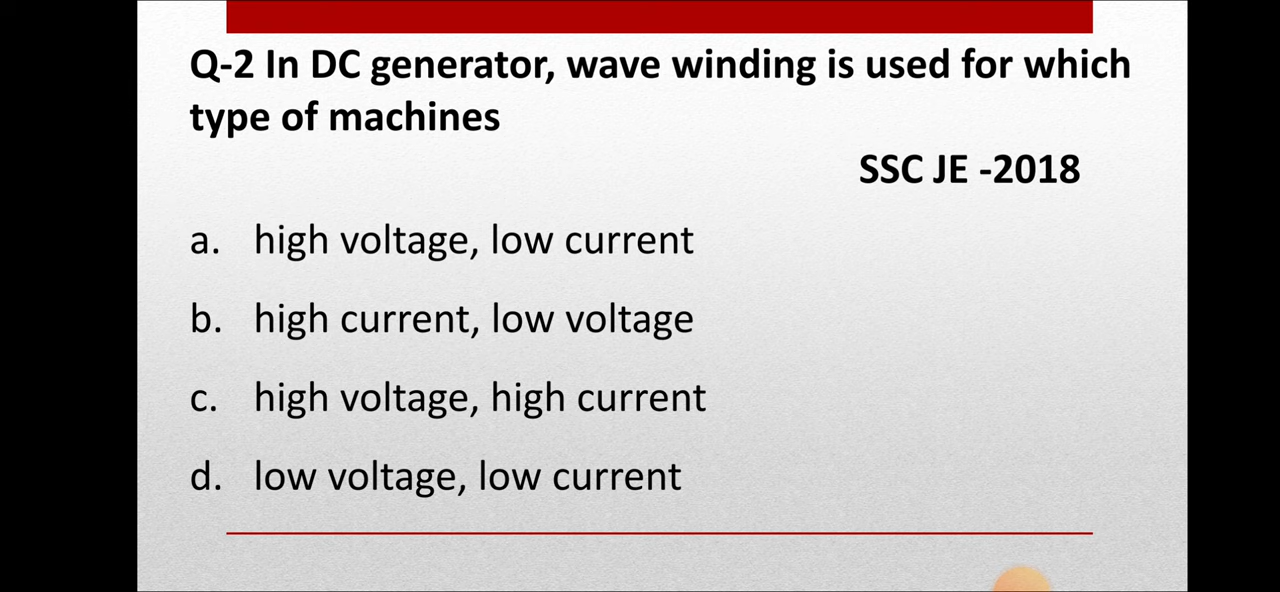 Q-2 In DC generator, wave winding is used for which
type of machines
SSC JE -2018
a. high voltage, low current
b. high current, low voltage
c. high voltage, high current
d. low voltage, low current